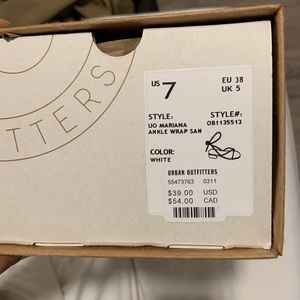 OUTFITTERS
US 7
EU 38
UK 5
STYLE:
UO MARIANA
ANKLE WRAP SAN
STYLE#:
OB1135513
COLOR:
WHITE
URBAN OUTFITTERS
55473763 0311
$39.00 USD
$54.00 CAD